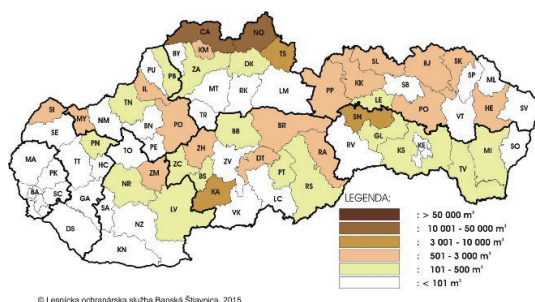 CA NO
BY KM TS
PU PB ZA DK
IL MT RK LM
SI MY NM TN TR
SE BN PD
PN TO PE
MA TT HC
PK
BA SC GA SA
DS KN NZ
NR ZM LV
ZH ZC BS KA
BB BR
ZV DT
VK LC PT RS RA
PP KK SL BJ SK
LE SB PO SP ML
VT HE SV
SN GL RV KS KE
TV MI SO
LEGENDA:
: > 50 000 m³
: 10 001 - 50 000 m³
: 3 001 - 10 000 m³
: 501 - 3 000 m³
: 101 - 500 m³
: < 101 m³
© Lesnícka ochranárska služba Banská Štiavnica, 2015